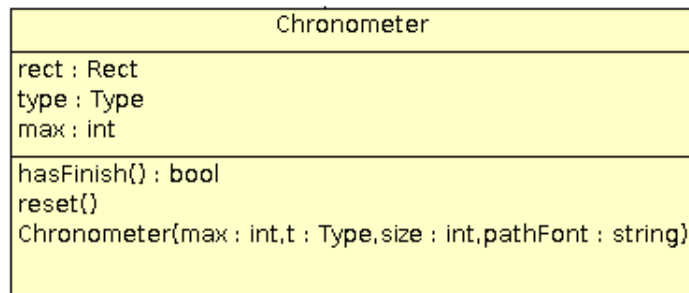 Chronometer
rect : Rect
type : Type
max : int
hasFinish() : bool
reset()
Chronometer(max : int,t : Type,size : int,pathFont : string)